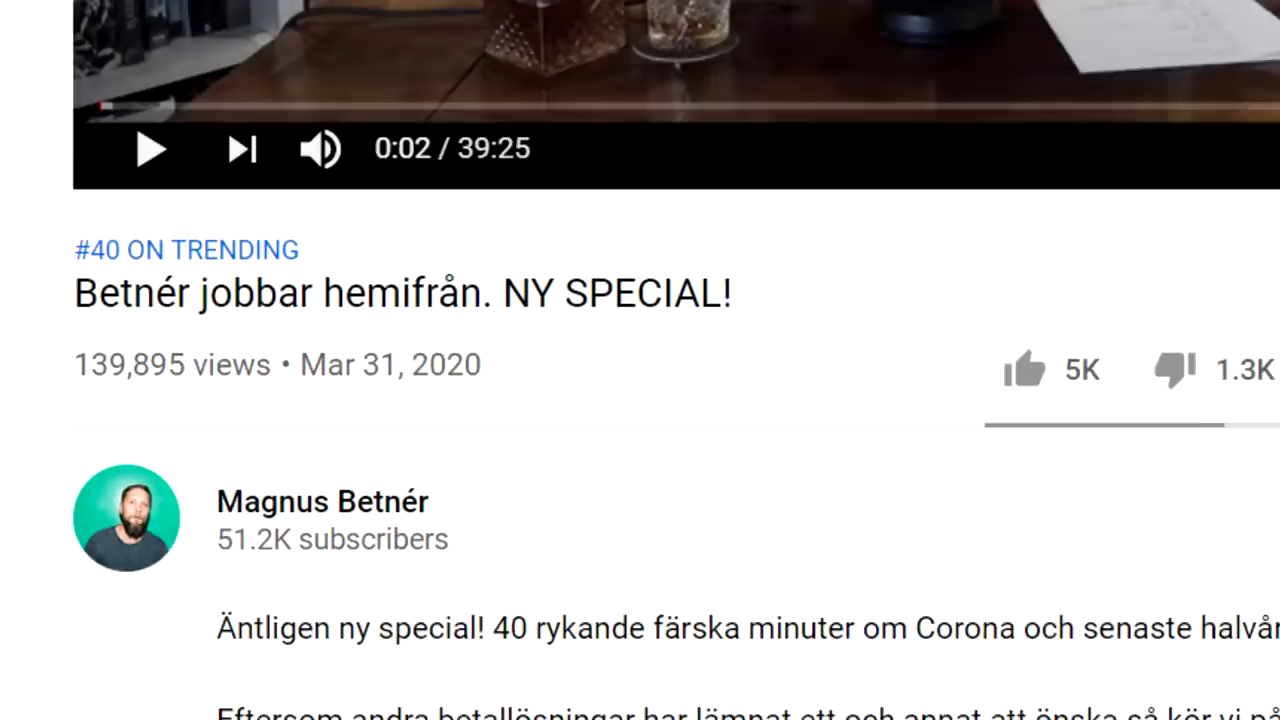 0:02 / 39:25
#40 ON TRENDING
Betnér jobbar hemifrån. NY SPECIAL!
139,895 views • Mar 31, 2020
5K
1.3K
Magnus Betnér
51.2K subscribers
Äntligen ny special! 40 rykande färska minuter om Corona och senaste
Eftersom andra betallösningar har lämnat ett och annat att önska så kör vi på